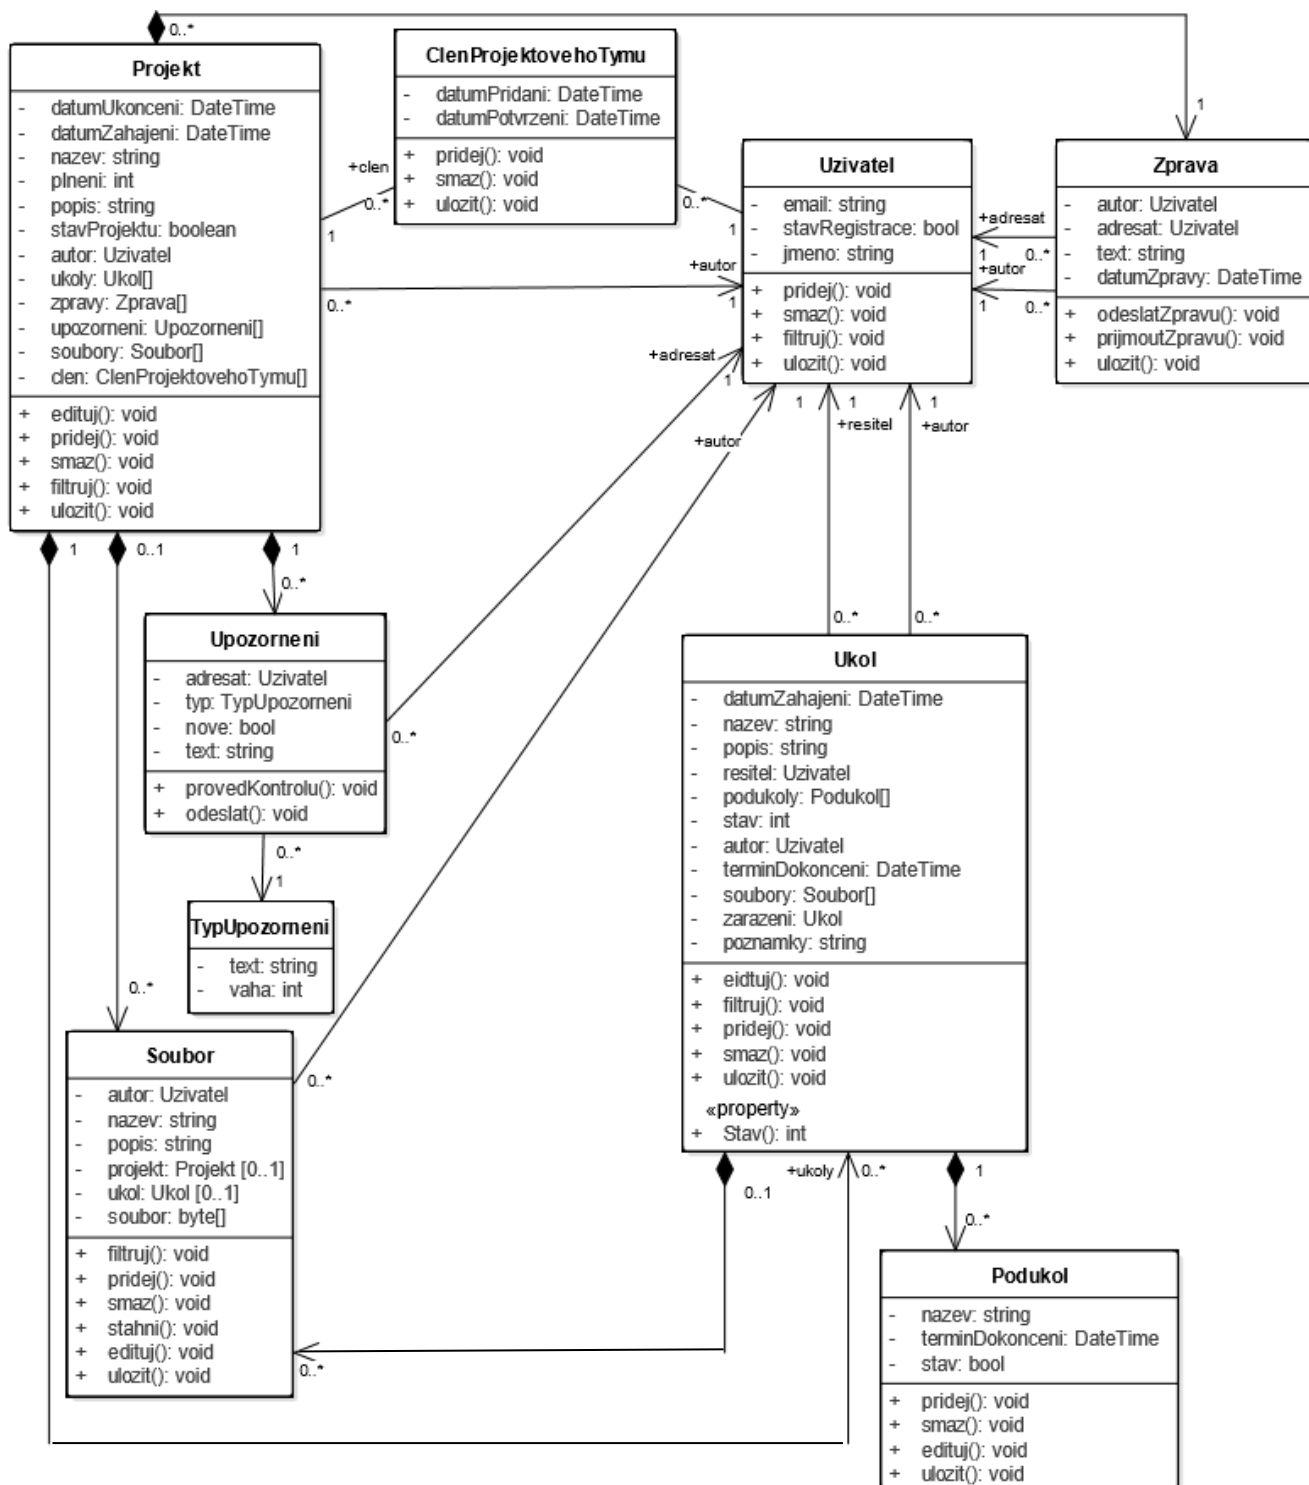 0..*
Projekt
- datumUkonceni: DateTime
- datumZahajeni: DateTime
- nazev: string
- plneni: int
- popis: string
- stavProjektu: boolean
- autor: Uzivatel
- ukoly: Ukol[]
- zpravy: Zprava[]
- upozorneni: Upozorneni[]
- soubory: Soubor[]
- clen: ClenProjektovehoTymu[]
+ edituj(): void
+ pridej(): void
+ smaz(): void
+ filtruj(): void
+ ulozit(): void
ClenProjektovehoTymu
- datumPridani: DateTime
- datumPotvrzeni: DateTime
+ pridej(): void
+ smaz(): void
+ ulozit(): void
+clen
0..*
1
0..*
1
Uzivatel
- email: string
- stavRegistrace: bool
- jmeno: string
+ pridej(): void
+ smaz(): void
+ filtruj(): void
+ ulozit(): void
1
Zprava
- autor: Uzivatel
- adresat: Uzivatel
- text: string
- datumZpravy: DateTime
+ odeslatZpravu(): void
+ prijmoutZpravu(): void
+ ulozit(): void
+adresat
1
0..*
+autor
1
0..*
+autor
0..*
1
+adresat
1
+autor
1
1
+resitel
1
+autor
1
0..1
1
0..*
Upozorneni
- adresat: Uzivatel
- typ: TypUpozorneni
- nove: bool
- text: string
+ provedKontrolu(): void
+ odeslat(): void
0..*
0..*
1
TypUpozorneni
- text: string
- vaha: int
0..*
0..*
Ukol
- datumZahajeni: DateTime
- nazev: string
- popis: string
- resitel: Uzivatel
- podukoly: Podukol[]
- stav: int
- autor: Uzivatel
- terminDokonceni: DateTime
- soubory: Soubor[]
- zarazeni: Ukol
- poznamky: string
+ eidtuj(): void
+ filtruj(): void
+ pridej(): void
+ smaz(): void
+ ulozit(): void
«property»
+ Stav(): int
0..*
Soubor
- autor: Uzivatel
- nazev: string
- popis: string
- projekt: Projekt [0..1]
- ukol: Ukol [0..1]
- soubor: byte[]
+ filtruj(): void
+ pridej(): void
+ smaz(): void
+ stahni(): void
+ edituj(): void
+ ulozit(): void
0..*
0..*
0..1
+ukoly
0..*
1
0..*
Podukol
- nazev: string
- terminDokonceni: DateTime
- stav: bool
+ pridej(): void
+ smaz(): void
+ edituj(): void
+ ulozit(): void